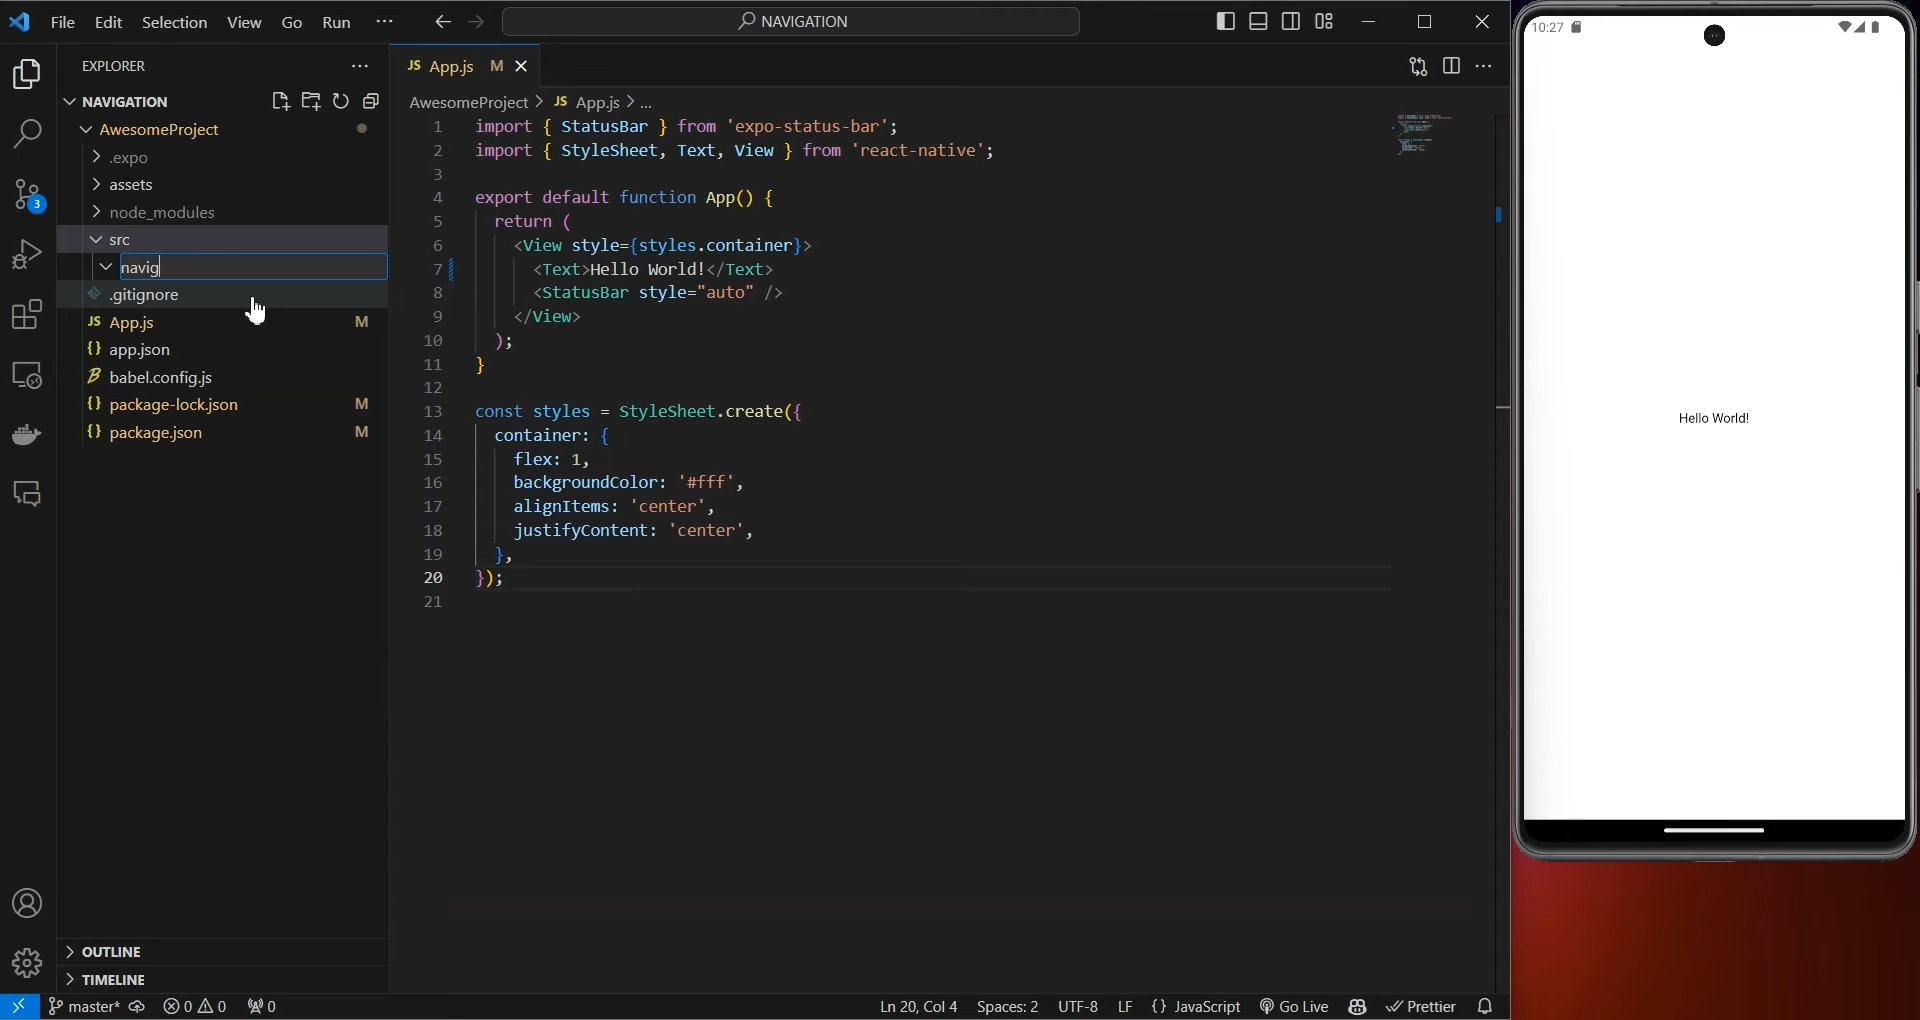 File Edit Selection View Go Run ··· NAVIGATION
EXPLORER ···
NAVIGATION
AwesomeProject
.expo
assets
node_modules
src
navig
.gitignore
JS App.js M
{} app.json
babel.config.js
{} package-lock.json M
{} package.json M
OUTLINE
TIMELINE
JS App.js M
AwesomeProject > JS App.js > ...
1 import { StatusBar } from 'expo-status-bar';
2 import { StyleSheet, Text, View } from 'react-native';
3
4 export default function App() {
5 return (
6 <View style={styles.container}>
7 <Text>Hello World!</Text>
8 <StatusBar style="auto" />
9 </View>
10 );
11 }
12
13 const styles = StyleSheet.create({
14 container: {
15 flex: 1,
16 backgroundColor: '#fff',
17 alignItems: 'center',
18 justifyContent: 'center',
19 },
20 });
21
3
master* 0 0 0 Ln 20, Col 4 Spaces: 2 UTF-8 LF {} JavaScript Go Live Prettier
10:27
Hello World!